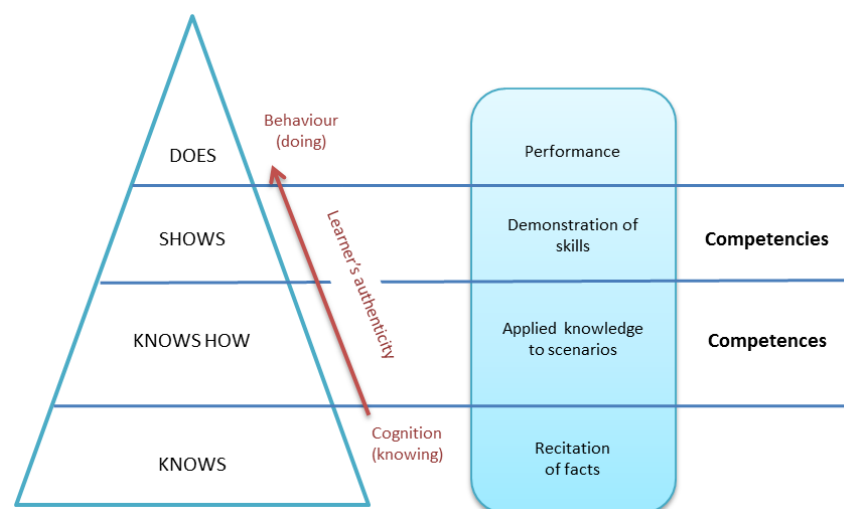 Behaviour
(doing)
DOES
Performance
Learner's authenticity
SHOWS
Demonstration of
skills
Competencies
KNOWS HOW
Applied knowledge
to scenarios
Competences
Cognition
(knowing)
KNOWS
Recitation
of facts